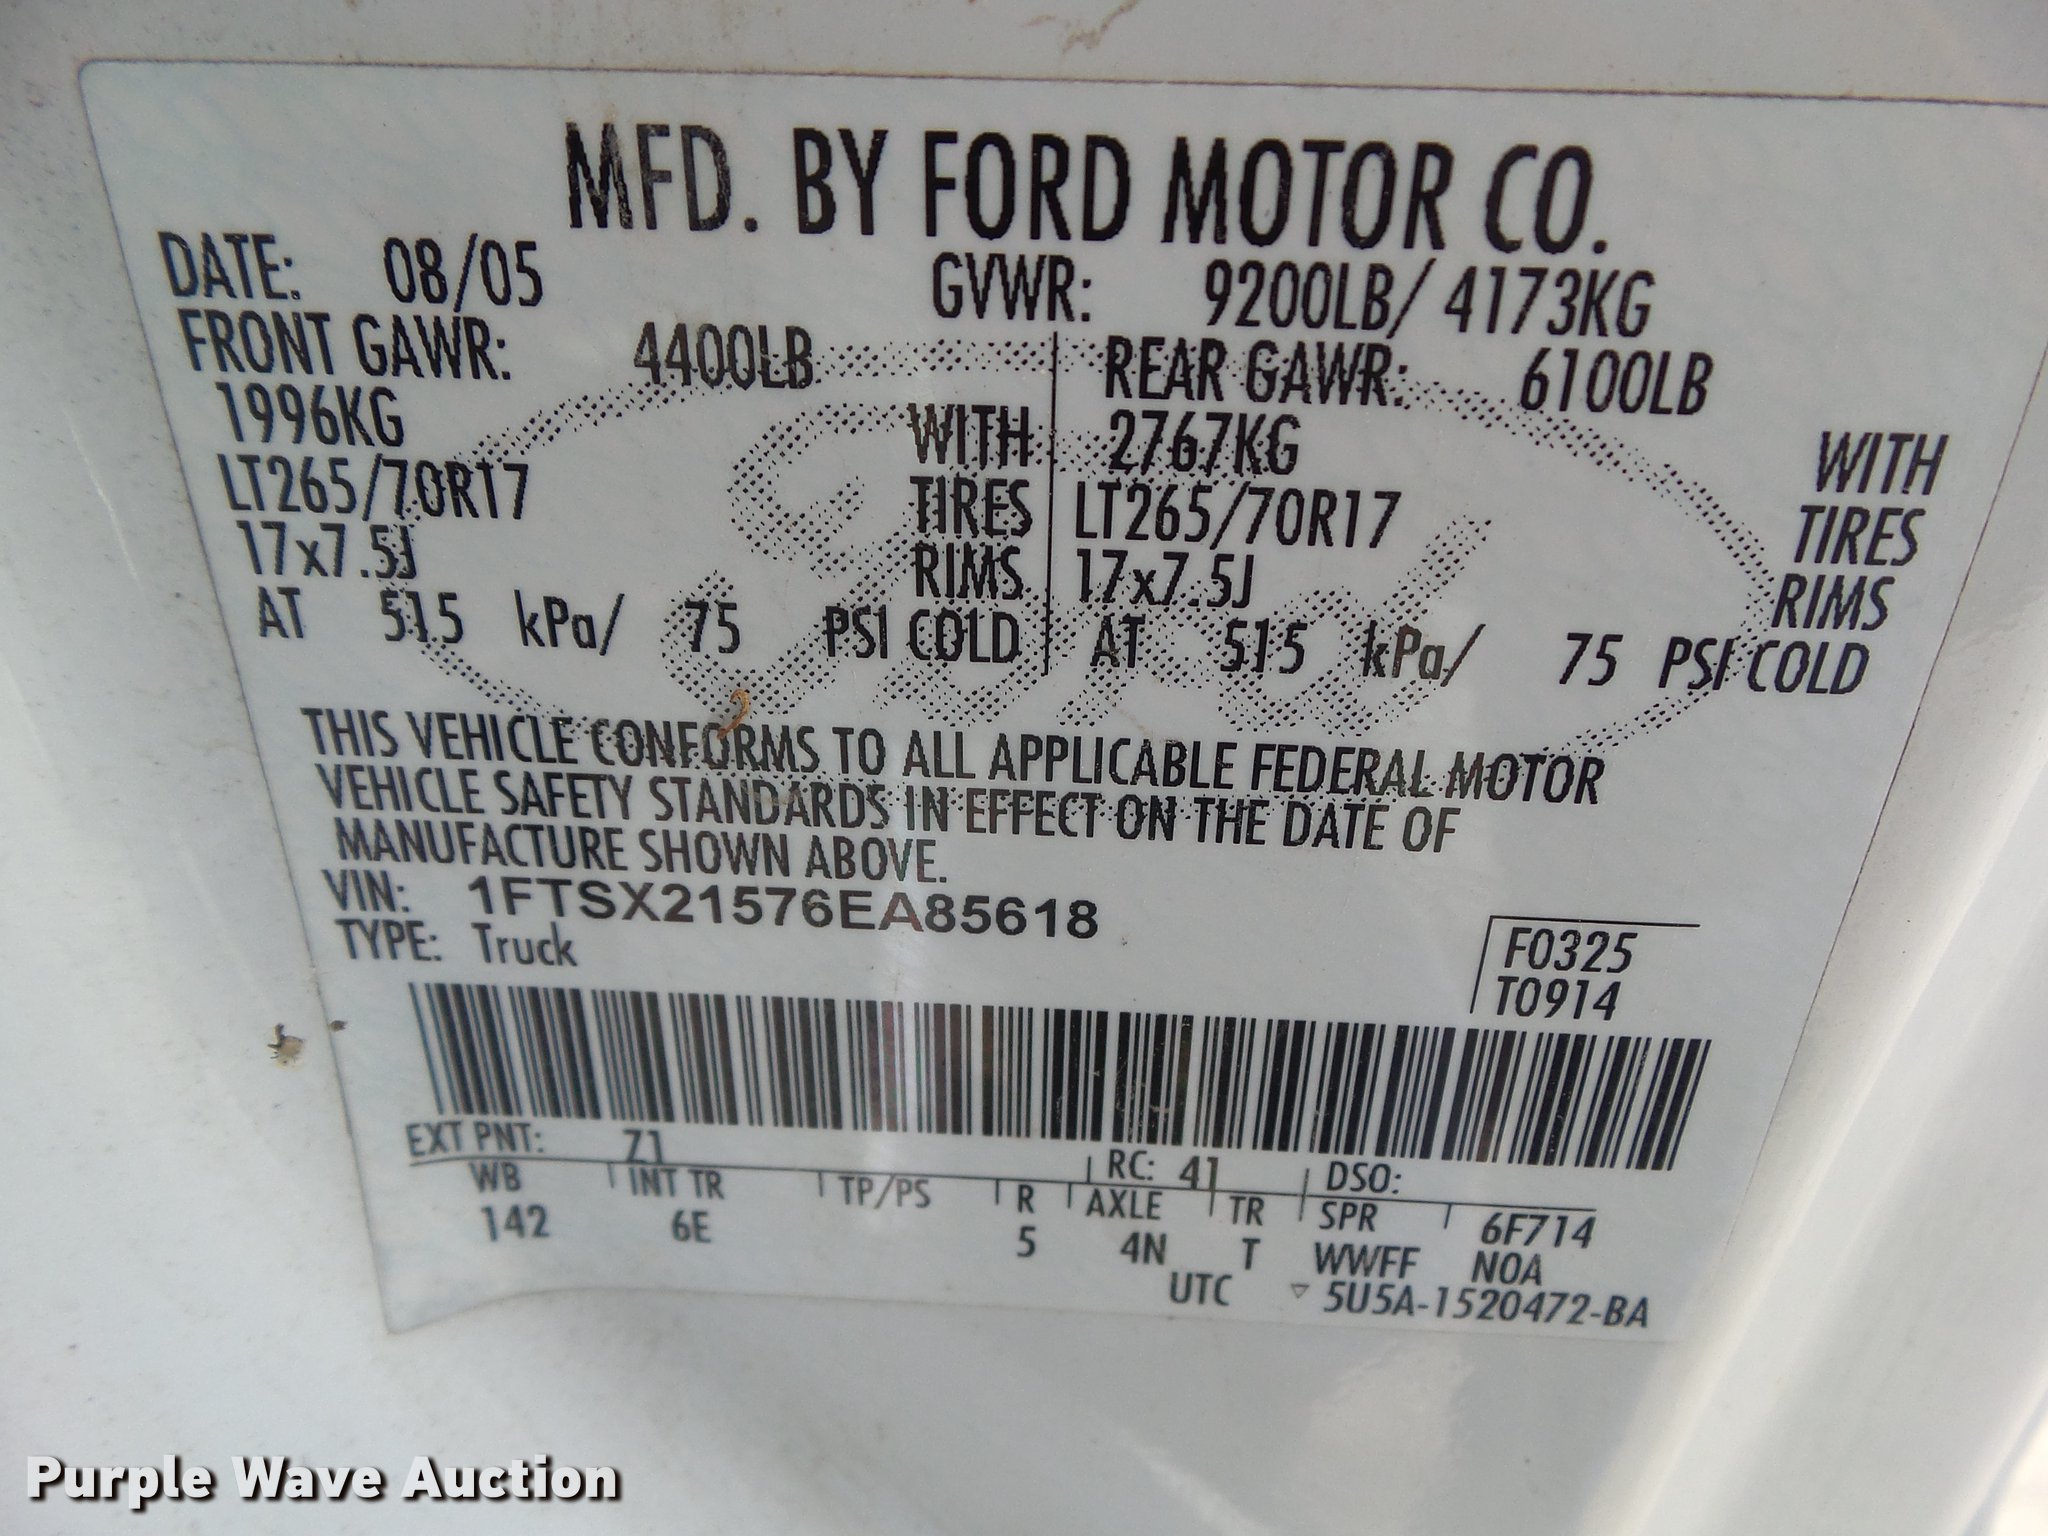 MFD. BY FORD MOTOR CO.
DATE: 08/05 GVWR: 9200LB/ 4173KG
FRONT GAWR: 4400LB REAR GAWR: 6100LB
1996KG WITH 2767KG WITH
LT265/70R17 TIRES LT265/70R17 TIRES
17x7.5J RIMS 17x7.5J RIMS
AT 515 kPa/ 75 PSI COLD AT 515 kPa/ 75 PSI COLD
THIS VEHICLE CONFORMS TO ALL APPLICABLE FEDERAL MOTOR
VEHICLE SAFETY STANDARDS IN EFFECT ON THE DATE OF
MANUFACTURE SHOWN ABOVE.
VIN: 1FTSX21576EA85618
TYPE: Truck
F0325
T0914
EXT PNT: Z1 RC: 41 DSO:
WB INT TR TP/PS R AXLE TR SPR 6F714
142 6E 5 4N T WWFF NOA
UTC ▽ 5U5A-1520472-BA
Ford
Purple Wave Auction